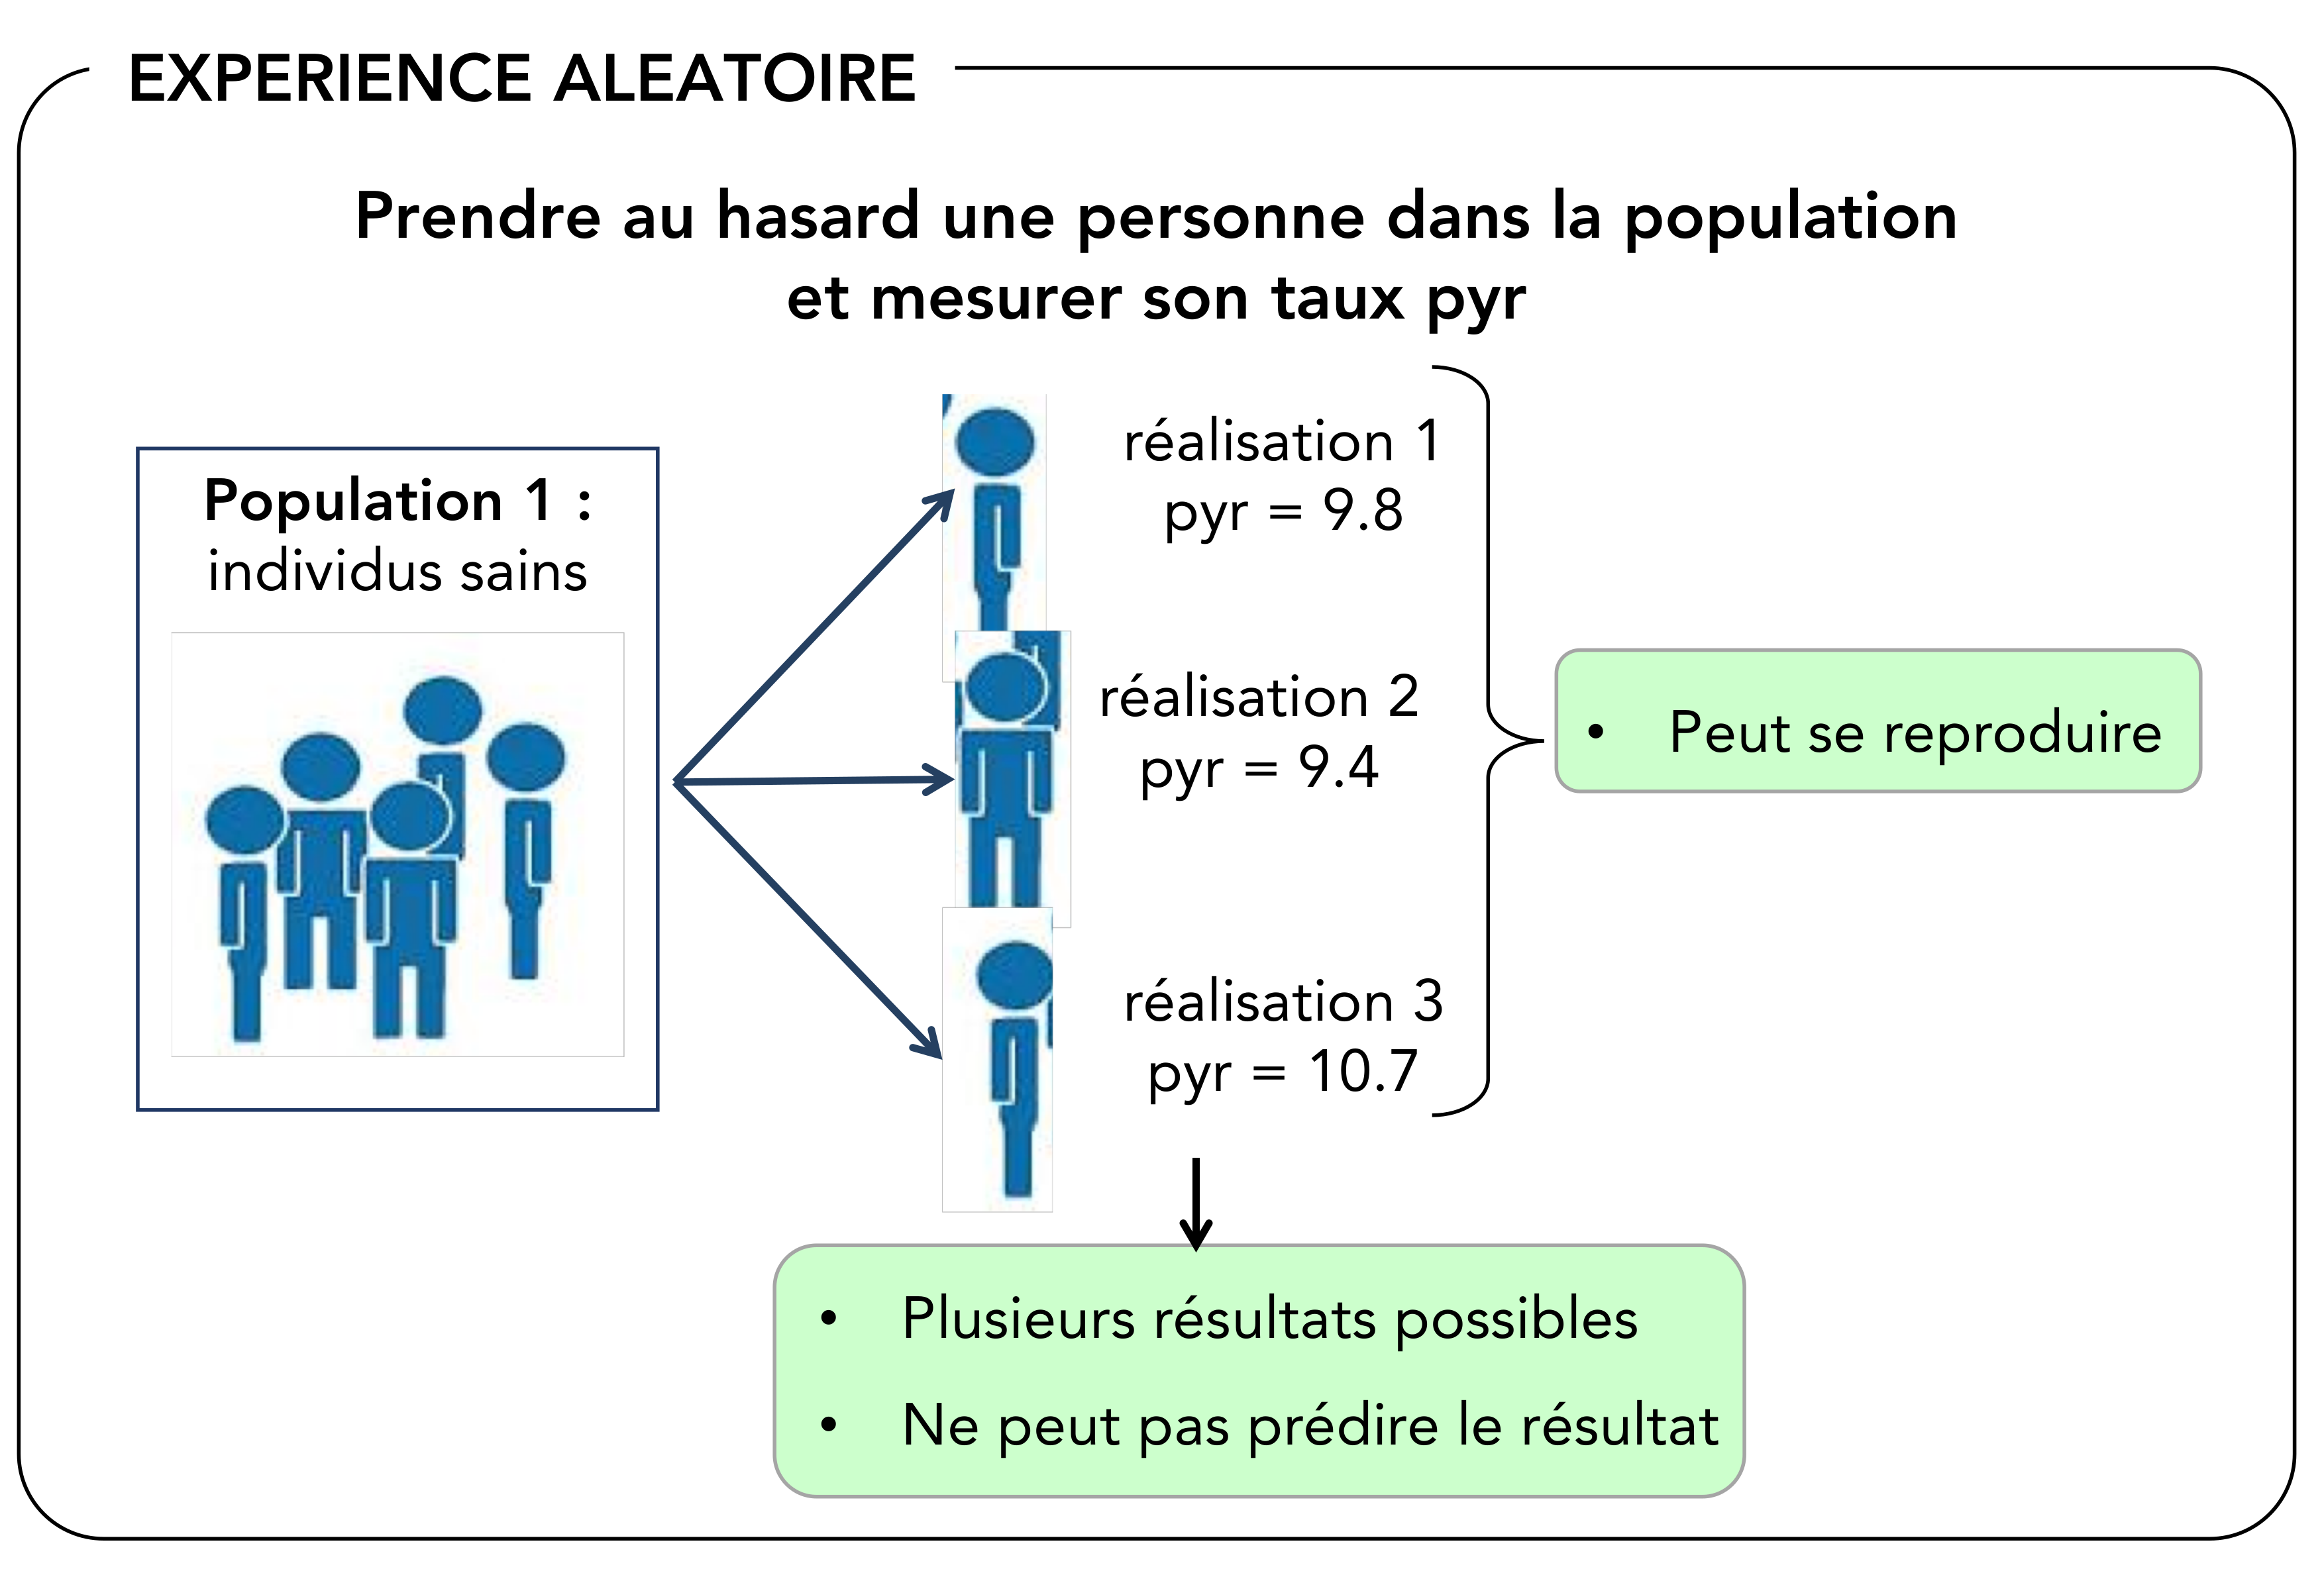 EXPERIENCE ALEATOIRE
Prendre au hasard une personne dans la population
et mesurer son taux pyr
Population 1 :
individus sains
réalisation 1
pyr = 9.8
réalisation 2
pyr = 9.4
réalisation 3
pyr = 10.7
• Peut se reproduire
• Plusieurs résultats possibles
• Ne peut pas prédire le résultat